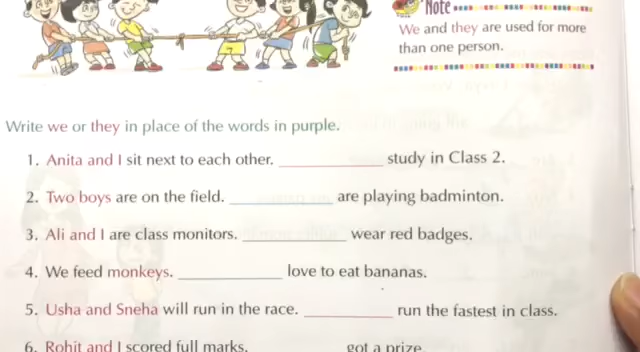 Note
We and they are used for more
than one person.
Write we or they in place of the words in purple.
1. Anita and I sit next to each other. ____________ study in Class 2.
2. Two boys are on the field. ____________ are playing badminton.
3. Ali and I are class monitors. ____________ wear red badges.
4. We feed monkeys. ____________ love to eat bananas.
5. Usha and Sneha will run in the race. ____________ run the fastest in class.
6. Rohit and I scored full marks. ____________ got a prize.